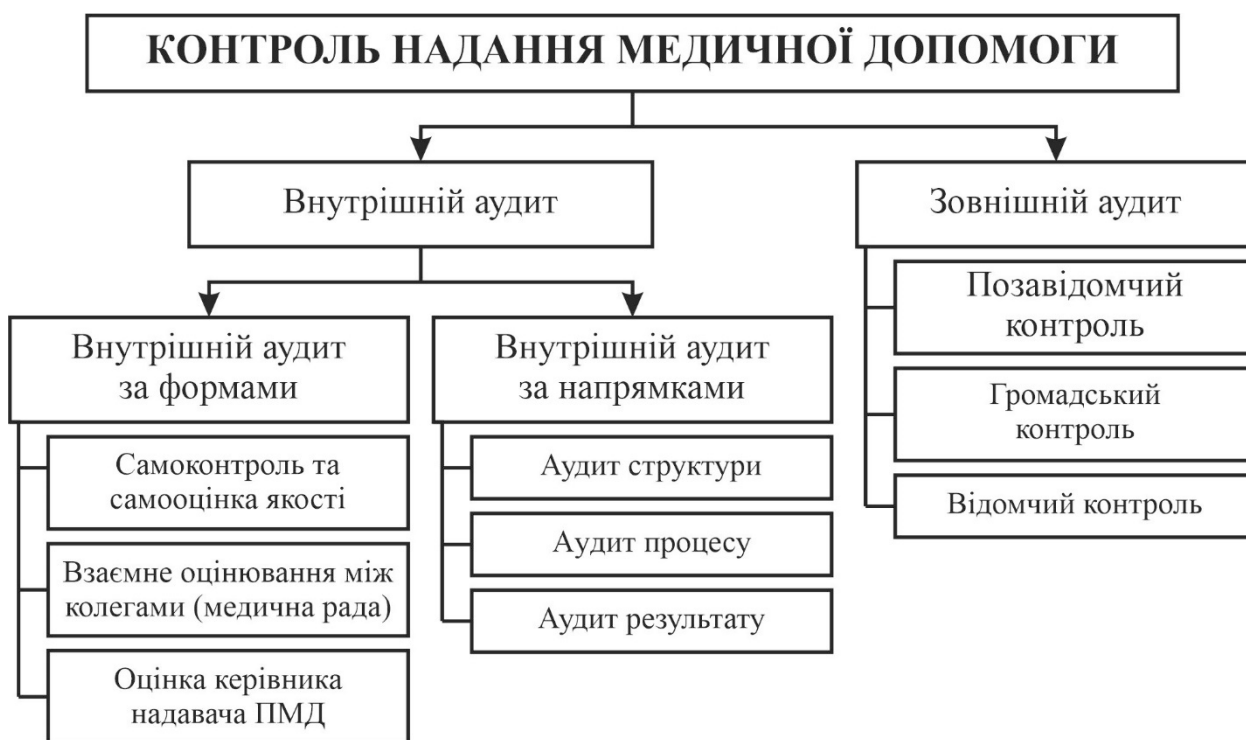 КОНТРОЛЬ НАДАННЯ МЕДИЧНОЇ ДОПОМОГИ
Внутрішній аудит
Зовнішній аудит
Внутрішній аудит
за формами
Самоконтроль та
самооцінка якості
Взаємне оцінювання між
колегами (медична рада)
Оцінка керівника
надавача ПМД
Внутрішній аудит
за напрямками
Аудит структури
Аудит процесу
Аудит результату
Позавідомчий
контроль
Громадський
контроль
Відомчий контроль